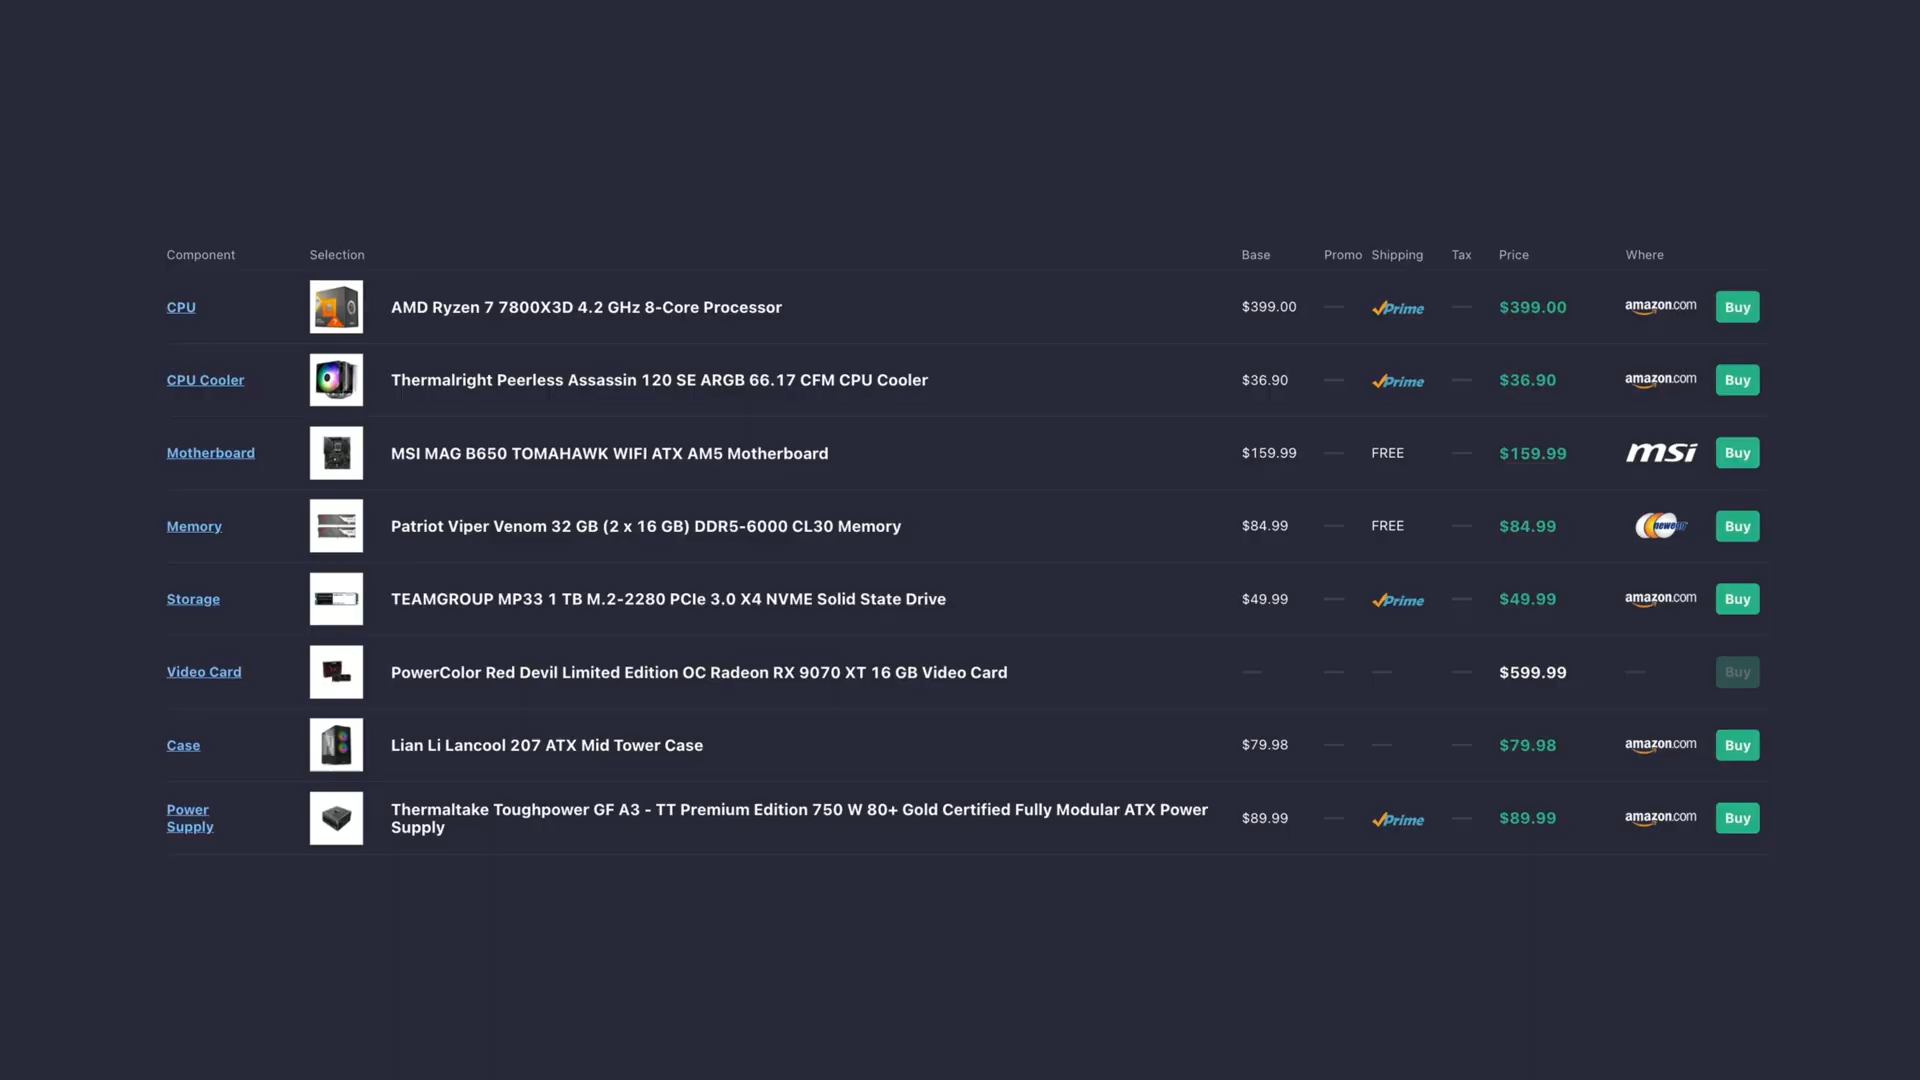 Component Selection Base Promo Shipping Tax Price Where
CPU AMD Ryzen 7 7800X3D 4.2 GHz 8-Core Processor $399.00 — Prime — $399.00 amazon.com Buy
CPU Cooler Thermalright Peerless Assassin 120 SE ARGB 66.17 CFM CPU Cooler $36.90 — Prime — $36.90 amazon.com Buy
Motherboard MSI MAG B650 TOMAHAWK WIFI ATX AM5 Motherboard $159.99 — FREE — $159.99 msi Buy
Memory Patriot Viper Venom 32 GB (2 x 16 GB) DDR5-6000 CL30 Memory $84.99 — FREE — $84.99 newegg Buy
Storage TEAMGROUP MP33 1 TB M.2-2280 PCIe 3.0 X4 NVME Solid State Drive $49.99 — Prime — $49.99 amazon.com Buy
Video Card PowerColor Red Devil Limited Edition OC Radeon RX 9070 XT 16 GB Video Card — — — — $599.99 — Buy
Case Lian Li Lancool 207 ATX Mid Tower Case $79.98 — — — $79.98 amazon.com Buy
Power Thermaltake Toughpower GF A3 - TT Premium Edition 750 W 80+ Gold Certified Fully Modular ATX Power $89.99 — Prime — $89.99 amazon.com Buy
Supply Supply